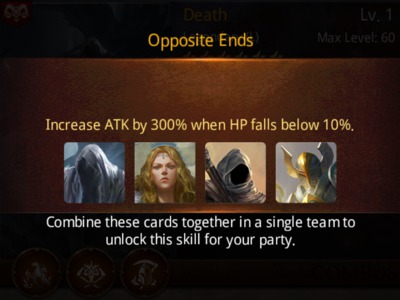 Death
Lv. 1
Opposite Ends
Max Level: 60
Increase ATK by 300% when HP falls below 10%.
Combine these cards together in a single team to
unlock this skill for your party.